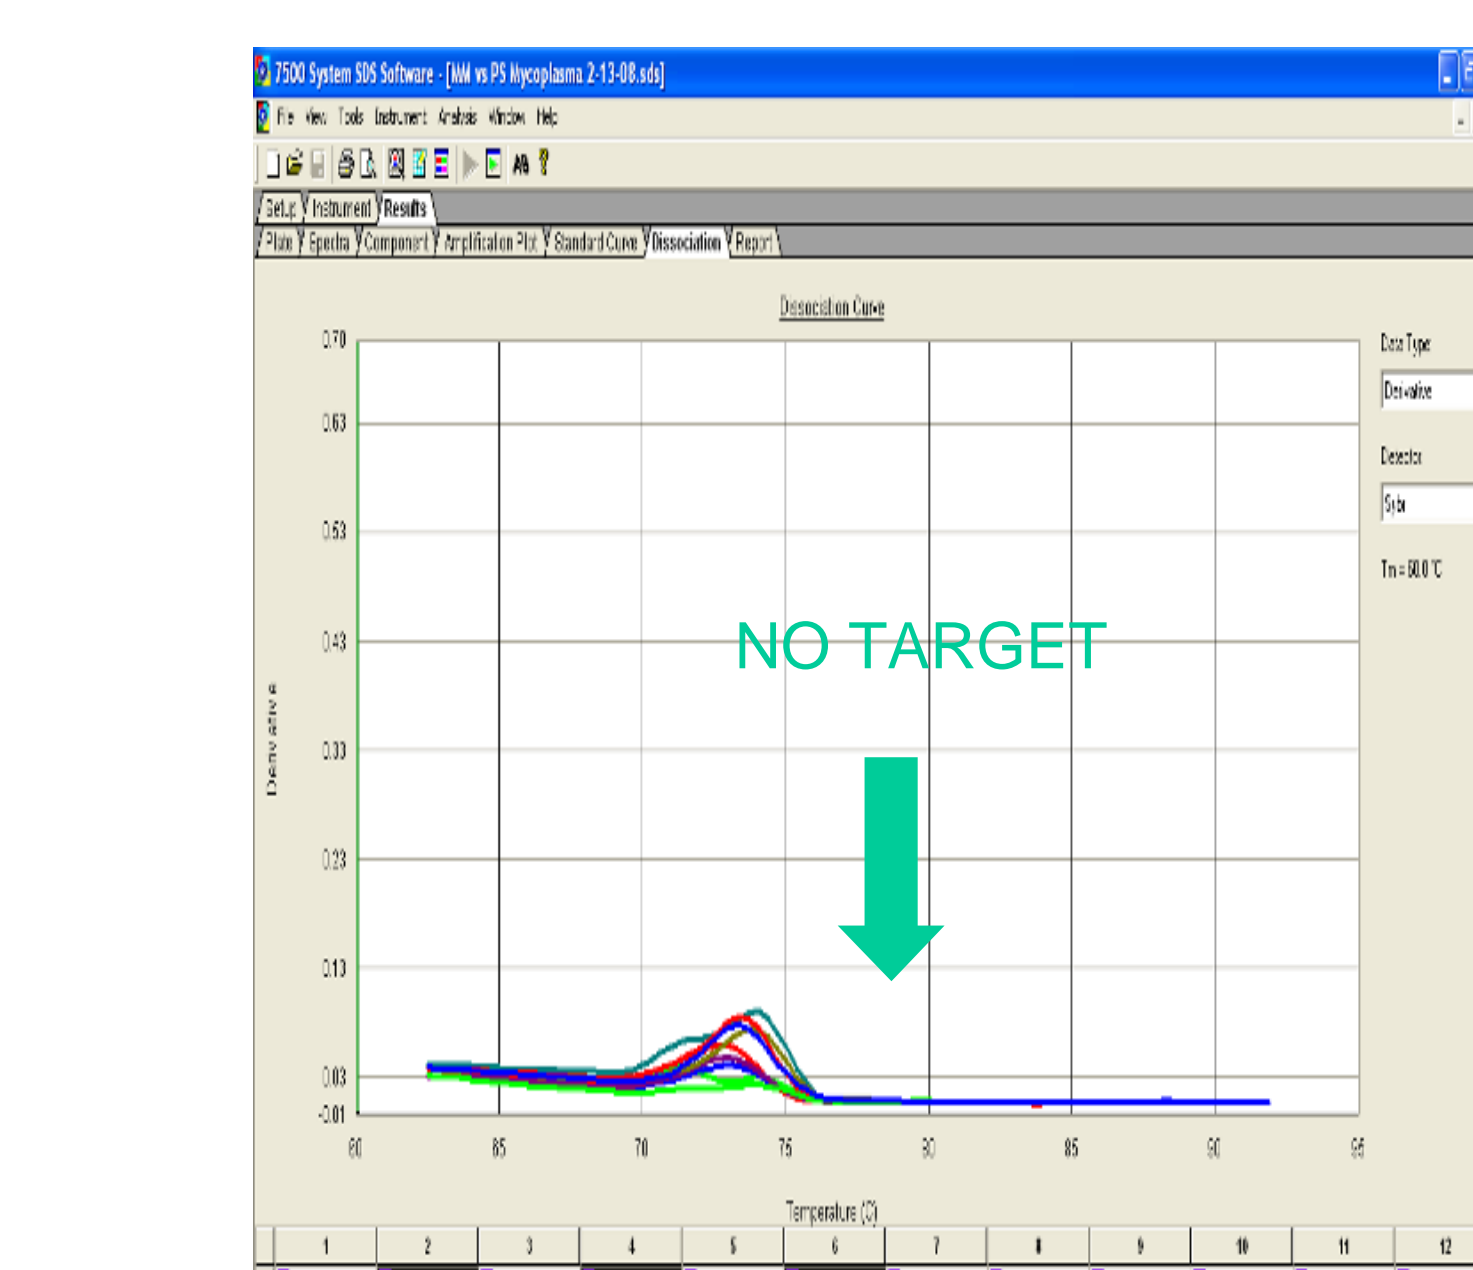 7500 System SDS Software - [MM vs PS Mycoplasma 2-13-08.sds]
File View Tools Instrument Analysis Window Help
Setup Instrument Results
Plate Spectra Component Amplification Plot Standard Curve Dissociation Report
Dissociation Curve
Data Type:
Derivative
Detector:
Sybr
Tm = 60.0 °C
0.70
0.63
0.53
0.43
0.33
0.23
0.13
0.03
-0.01
Derivative
NO TARGET
60 65 70 75 80 85 90 95
Temperature (C)
1 2 3 4 5 6 7 8 9 10 11 12